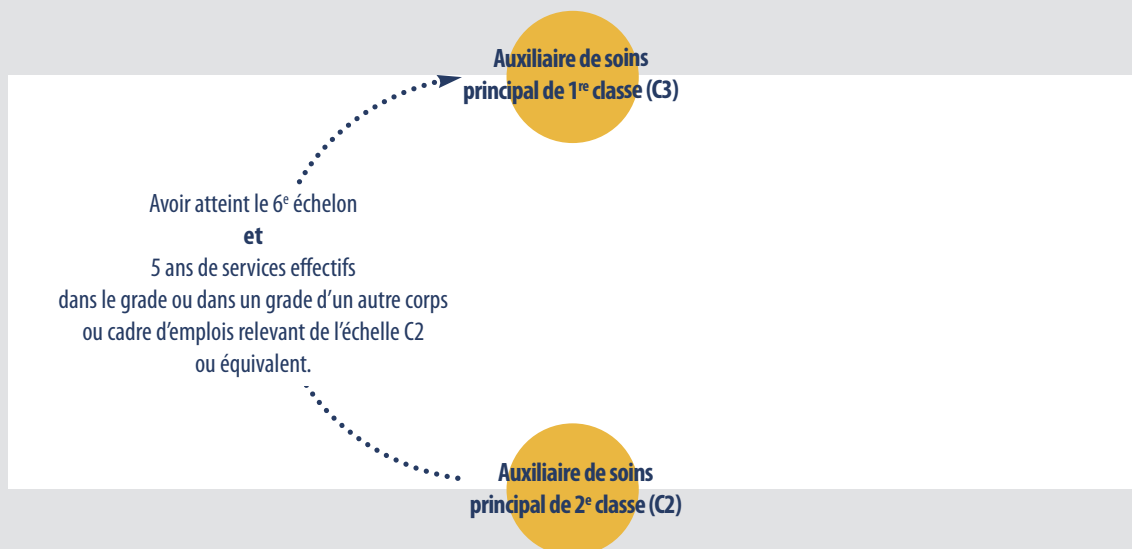 Auxiliaire de soins
principal de 1re classe (C3)
Avoir atteint le 6e échelon
et
5 ans de services effectifs
dans le grade ou dans un grade d’un autre corps
ou cadre d’emplois relevant de l’échelle C2
ou équivalent.
Auxiliaire de soins
principal de 2e classe (C2)